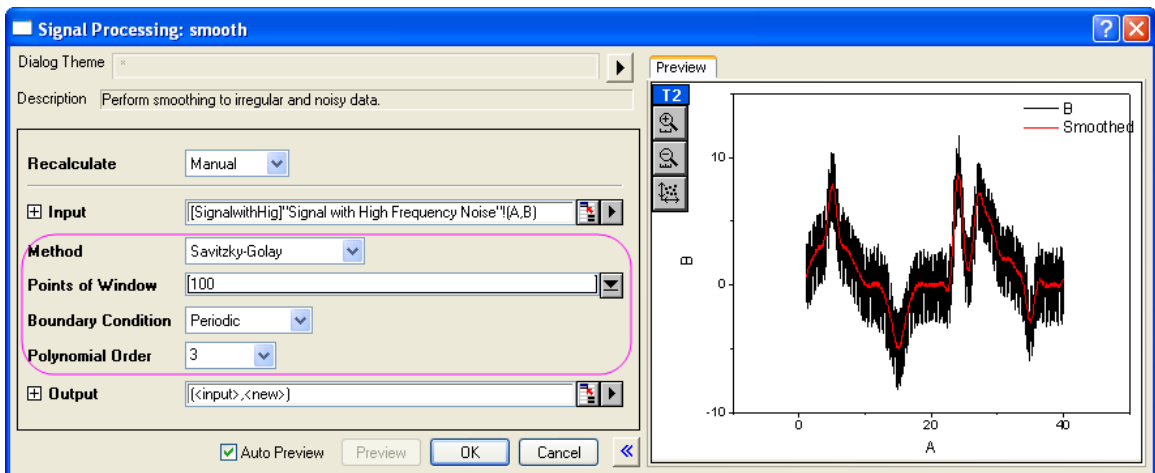 Signal Processing: smooth
Dialog Theme *
Description Perform smoothing to irregular and noisy data.
Recalculate Manual
Input [SignalwithHig]"Signal with High Frequency Noise"!(A,B)
Method Savitzky-Golay
Points of Window 100
Boundary Condition Periodic
Polynomial Order 3
Output (<input>,<new>)
Auto Preview Preview OK Cancel
Preview
T2
B
Smoothed
10
0
-10
B
0 20 40
A